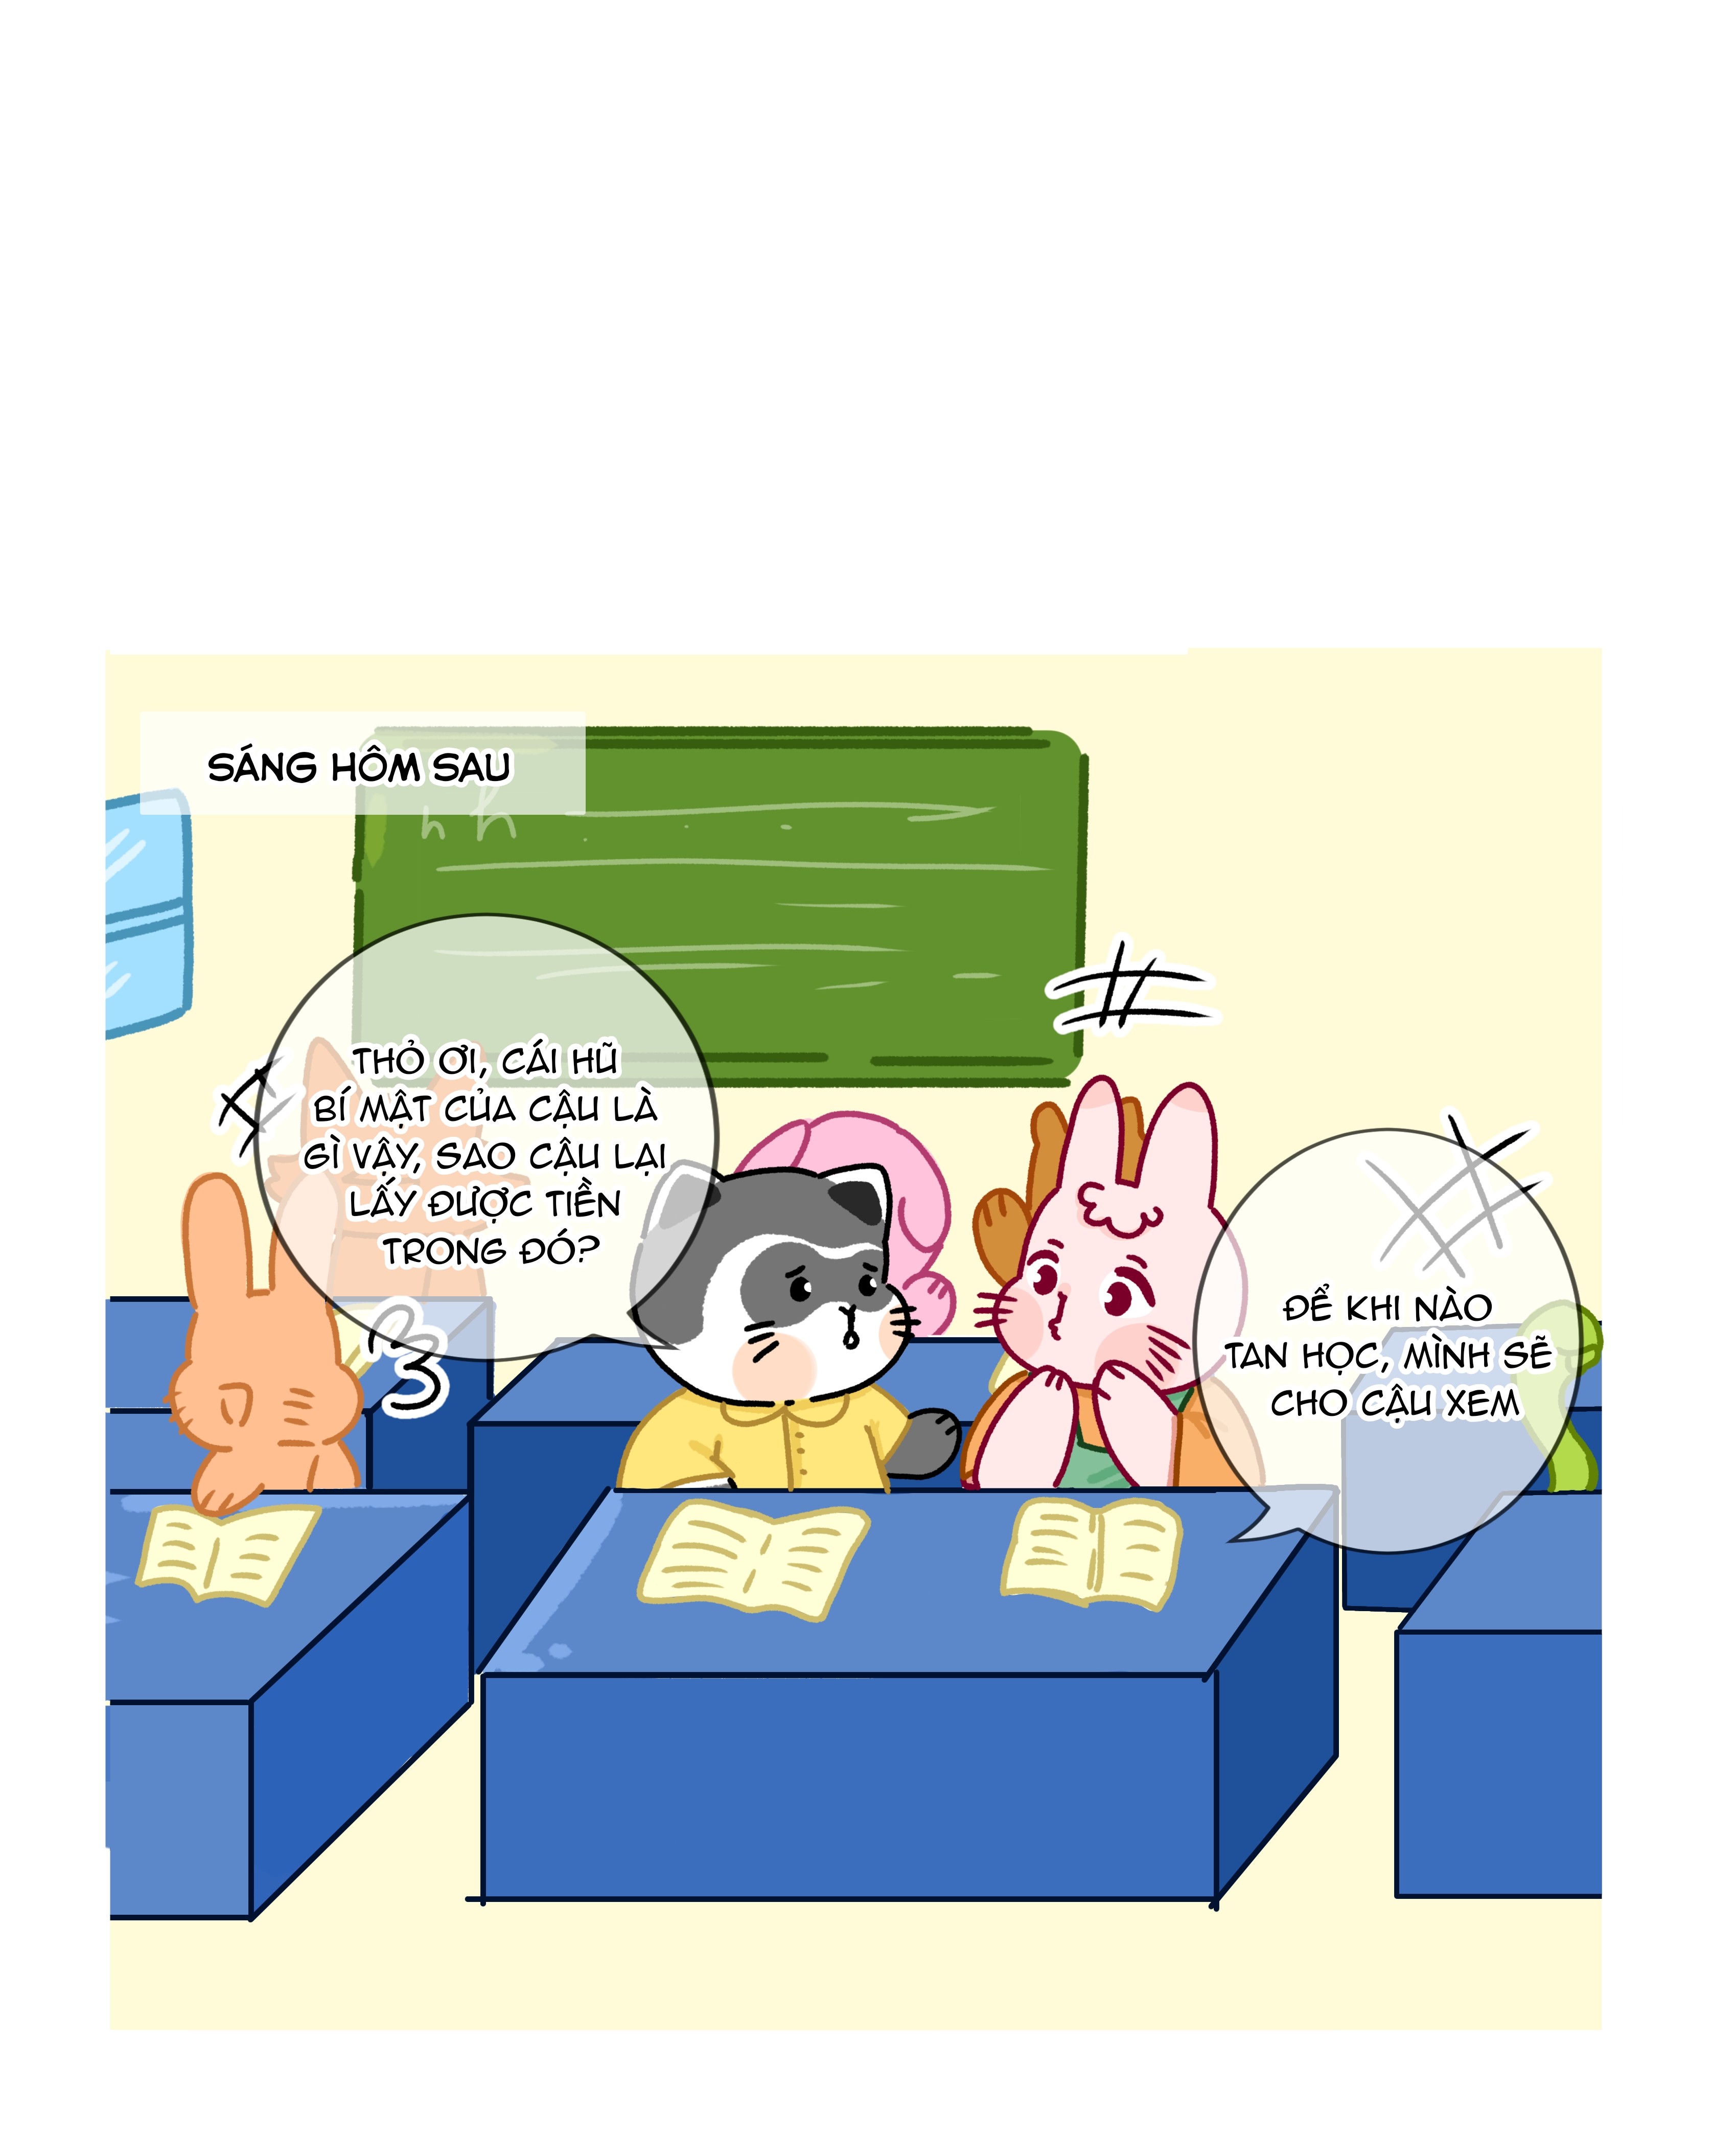 SÁNG HÔM SAU
THỎ ƠI, CÁI HŨ
BÍ MẬT CỦA CẬU LÀ
GÌ VẬY, SAO CẬU LẠI
LẤY ĐƯỢC TIỀN
TRONG ĐÓ?
ĐỂ KHI NÀO
TAN HỌC, MÌNH SẼ
CHO CẬU XEM